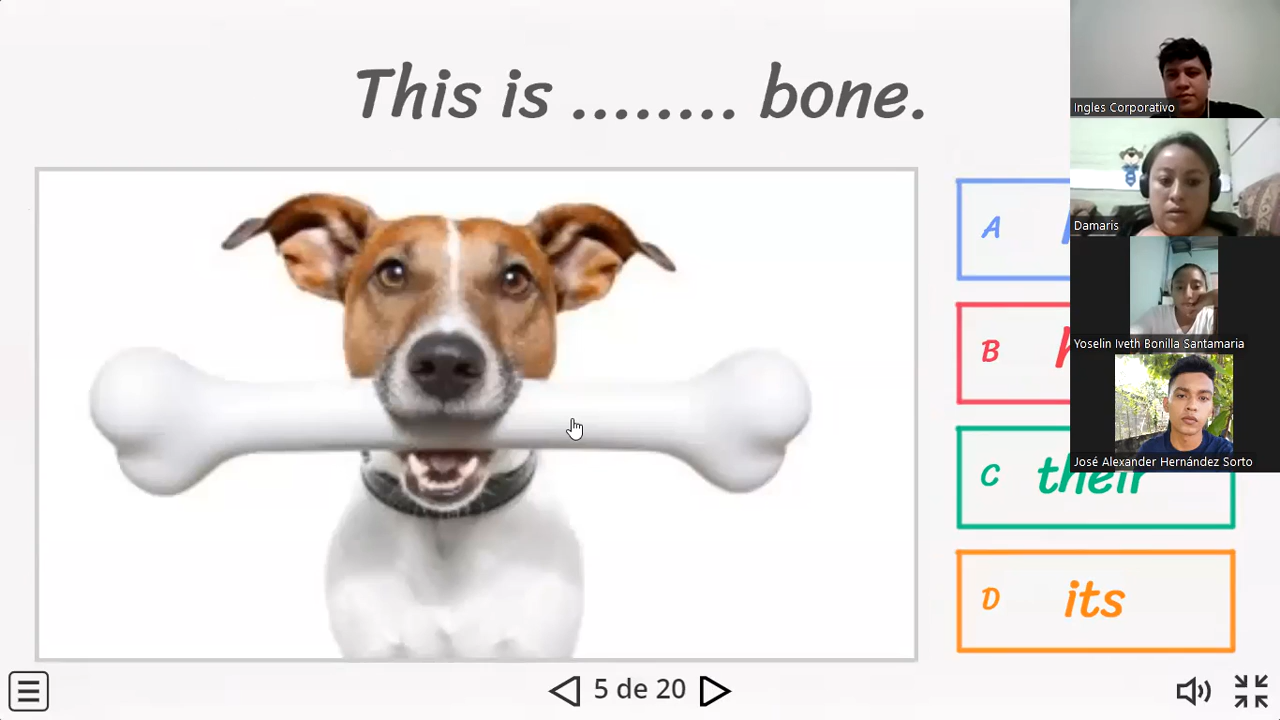 This is ........ bone.
Ingles Corporativo
Damaris
Yoselin Iveth Bonilla Santamaria
José Alexander Hernández Sorto
A
B
C their
D its
5 de 20